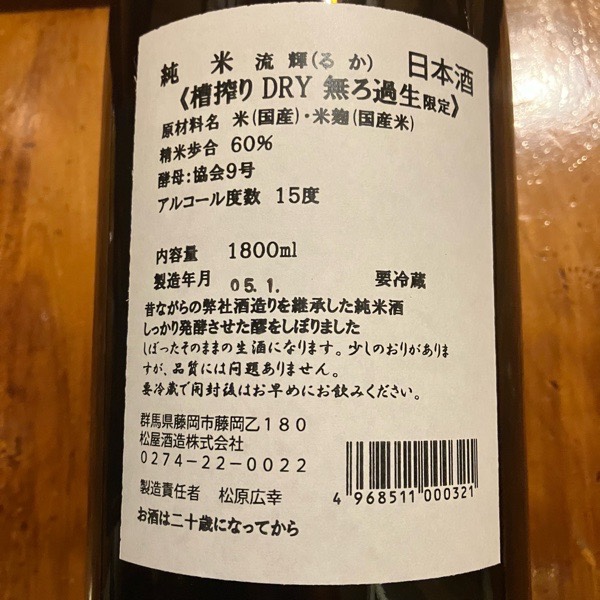 純 米 流 輝(る か) 日本酒
《槽搾り DRY 無ろ過生限定》
原材料名 米(国産)・米麹(国産米)
精米歩合 60%
酵母:協会9号
アルコール度数 15度
内容量 1800ml
製造年月 05.1. 要冷蔵
昔ながらの弊社酒造りを継承した純米酒
しっかり発酵させた醪をしぼりました
しぼったそのままの生酒になります。少しのおりがありま
すが、品質には問題ありません。
要冷蔵で開封後はお早めにお飲みください。
群馬県藤岡市藤岡乙180
松屋酒造株式会社
0274-22-0022
製造責任者 松原広幸
お酒は二十歳になってから
4 968511 000321